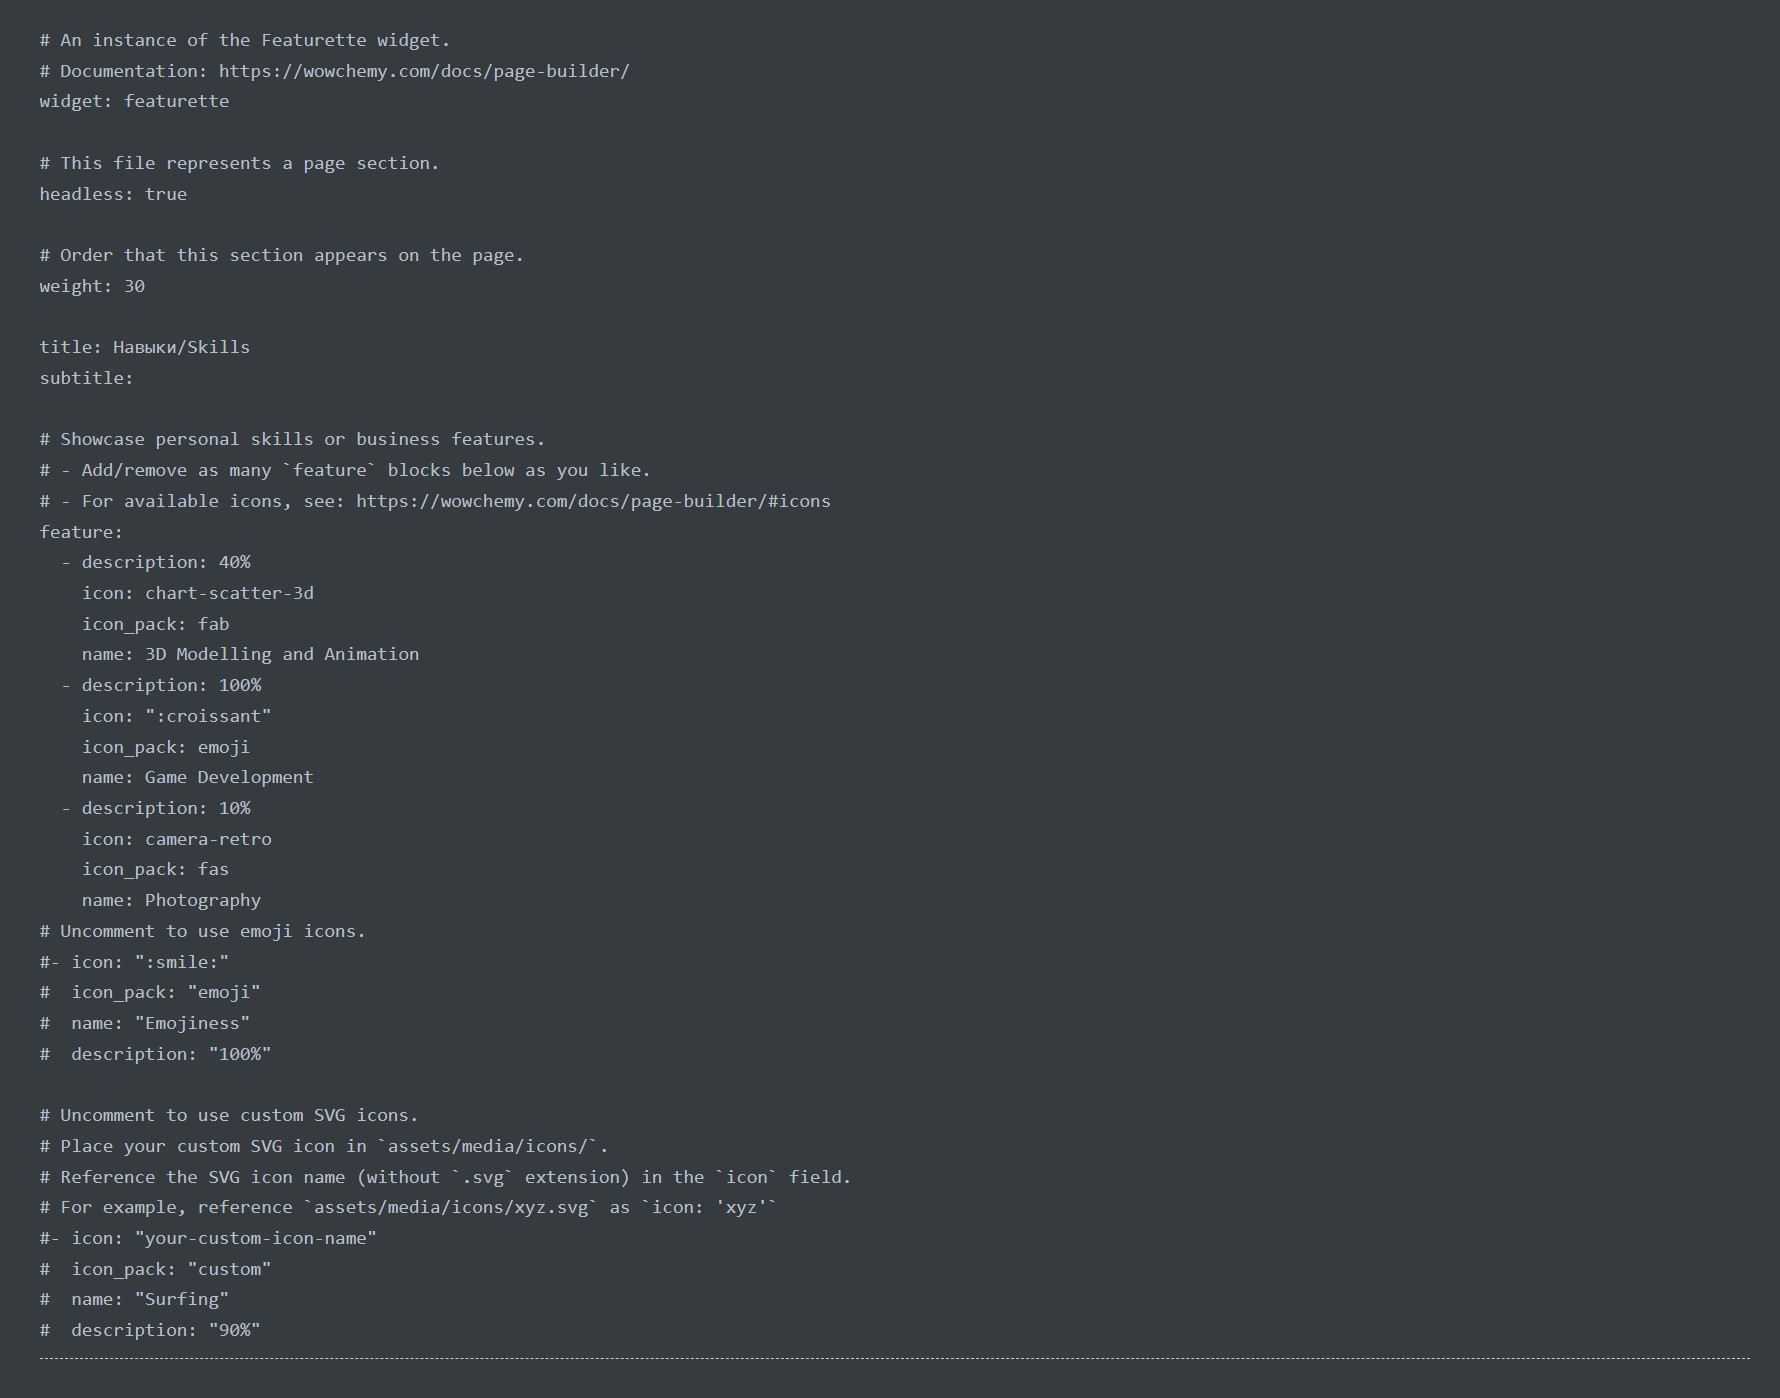 # An instance of the Featurette widget.
# Documentation: https://wowchemy.com/docs/page-builder/
widget: featurette

# This file represents a page section.
headless: true

# Order that this section appears on the page.
weight: 30

title: Навыки/Skills
subtitle:

# Showcase personal skills or business features.
# - Add/remove as many `feature` blocks below as you like.
# - For available icons, see: https://wowchemy.com/docs/page-builder/#icons
feature:
  - description: 40%
    icon: chart-scatter-3d
    icon_pack: fab
    name: 3D Modelling and Animation
  - description: 100%
    icon: ":croissant"
    icon_pack: emoji
    name: Game Development
  - description: 10%
    icon: camera-retro
    icon_pack: fas
    name: Photography
# Uncomment to use emoji icons.
#- icon: ":smile:"
#  icon_pack: "emoji"
#  name: "Emojiness"
#  description: "100%"

# Uncomment to use custom SVG icons.
# Place your custom SVG icon in `assets/media/icons/`.
# Reference the SVG icon name (without `.svg` extension) in the `icon` field.
# For example, reference `assets/media/icons/xyz.svg` as `icon: 'xyz'`
#- icon: "your-custom-icon-name"
#  icon_pack: "custom"
#  name: "Surfing"
#  description: "90%"